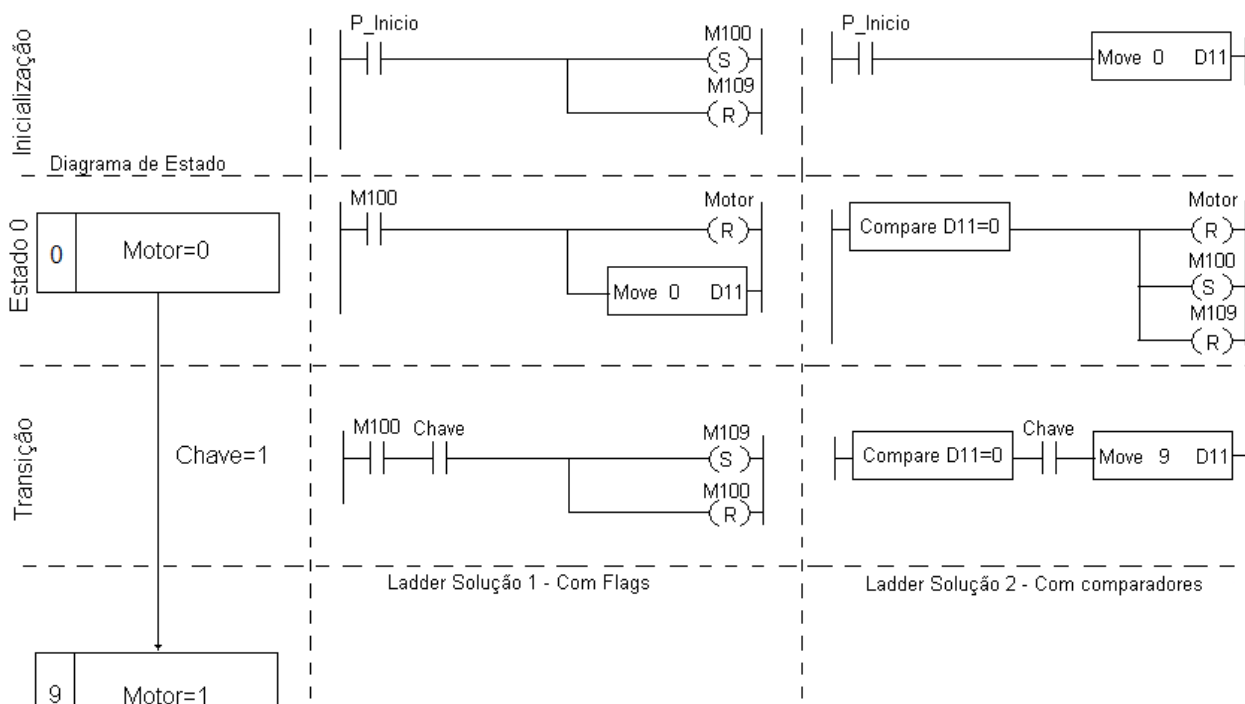 Inicialização
Diagrama de Estado
P_Inicio
M100
S
M109
R
P_Inicio
Move 0 D11
Estado 0
0
Motor=0
M100
Motor
R
Move 0 D11
Compare D11=0
Motor
R
M100
S
M109
R
Transição
Chave=1
M100 Chave
M109
S
M100
R
Compare D11=0
Chave
Move 9 D11
Ladder Solução 1 - Com Flags
Ladder Solução 2 - Com comparadores
9
Motor=1